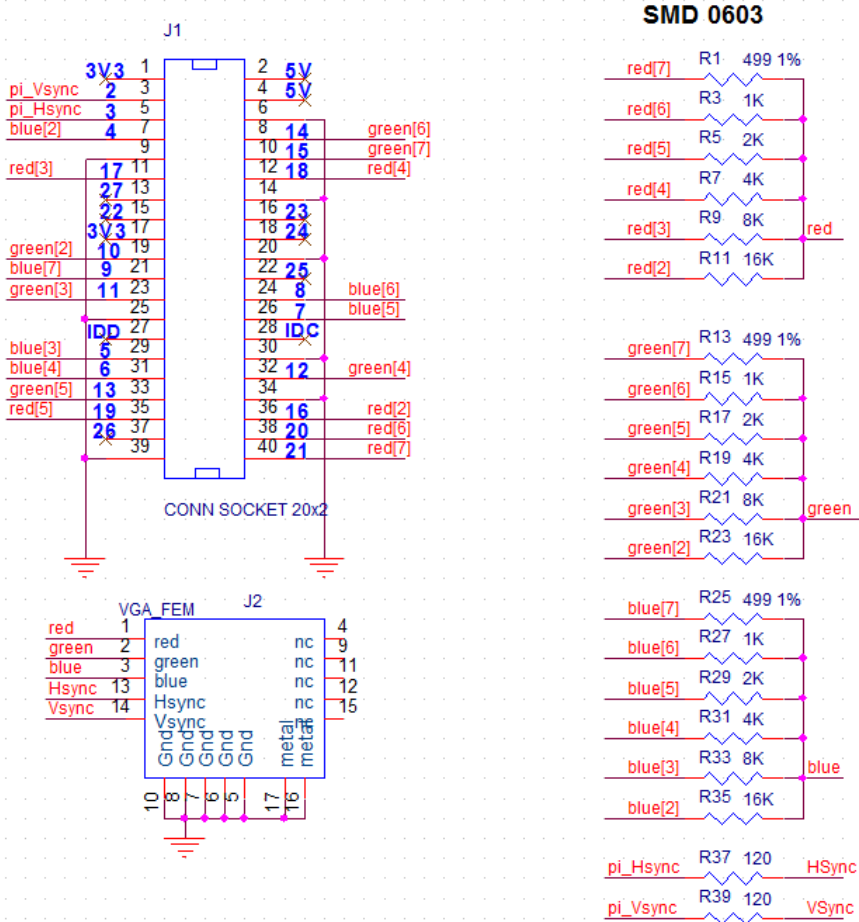 SMD 0603
J1
3V3 1 2 5V
pi_Vsync 2 3 4 5V
pi_Hsync 3 5 6
blue[2] 4 7 8 14 green[6]
9 10 15 green[7]
red[3] 17 11 12 18 red[4]
27 13 14
22 15 16 23
3V3 17 18 24
green[2] 10 19 20
blue[7] 9 21 22 25
green[3] 11 23 24 8 blue[6]
25 26 7 blue[5]
IDD 27 28 IDC
blue[3] 5 29 30
blue[4] 6 31 32 12 green[4]
green[5] 13 33 34
red[5] 19 35 36 16 red[2]
26 37 38 20 red[6]
39 40 21 red[7]
CONN SOCKET 20x2
VGA_FEM J2
red 1 red nc 4
green 2 green nc 9
blue 3 blue nc 11
Hsync 13 Hsync nc 12
Vsync 14 Vsync nc 15
Gnd Gnd Gnd Gnd Gnd metal metal
10 8 7 6 5 17 16
red[7] R1 499 1%
red[6] R3 1K
red[5] R5 2K
red[4] R7 4K
red[3] R9 8K red
red[2] R11 16K
green[7] R13 499 1%
green[6] R15 1K
green[5] R17 2K
green[4] R19 4K
green[3] R21 8K green
green[2] R23 16K
blue[7] R25 499 1%
blue[6] R27 1K
blue[5] R29 2K
blue[4] R31 4K
blue[3] R33 8K blue
blue[2] R35 16K
pi_Hsync R37 120 HSync
pi_Vsync R39 120 VSync